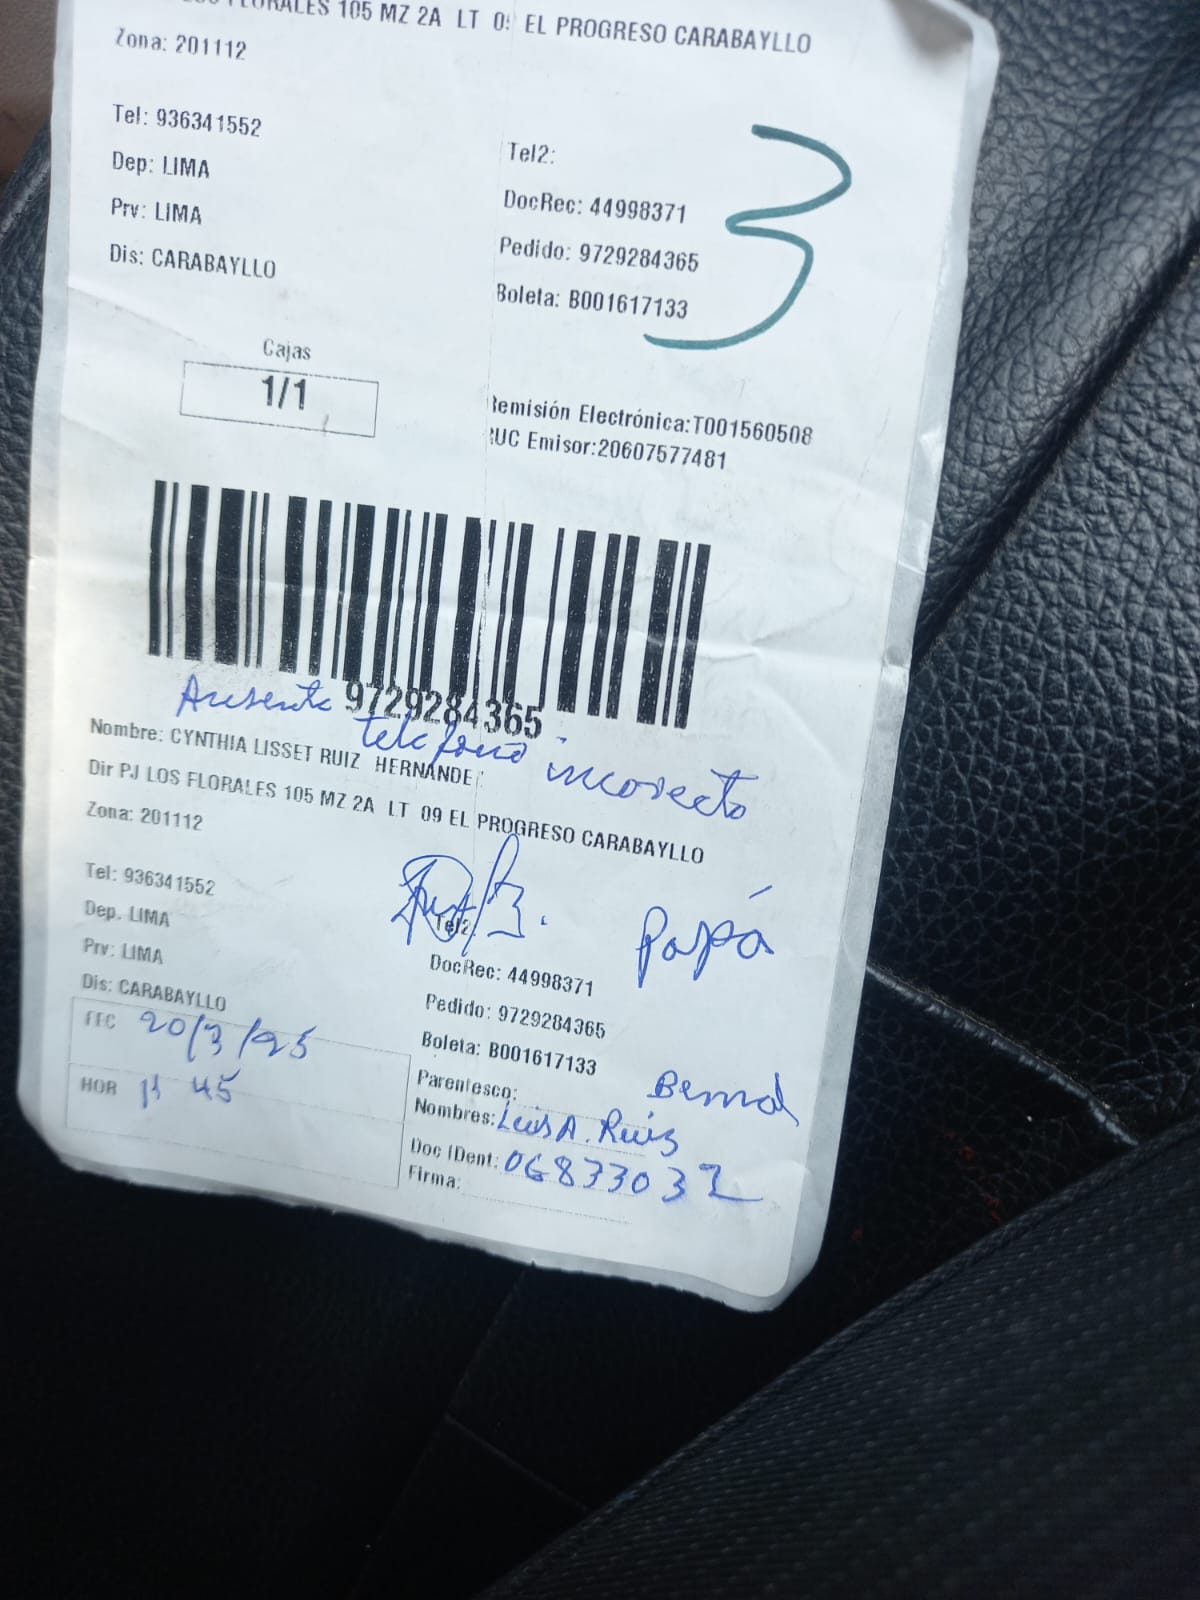 FLORALES 105 MZ 2A LT 09 EL PROGRESO CARABAYLLO
Zona: 201112
Tel: 936341552
Tel2:
Dep: LIMA
DocRec: 44998371
Prv: LIMA
Pedido: 9729284365
Dis: CARABAYLLO
Boleta: B001617133
3
Cajas
1/1
Remisión Electrónica:T001560508
RUC Emisor:20607577481
9729284365
Ausente
telefono incorrecto
Nombre: CYNTHIA LISSET RUIZ HERNANDE
Dir PJ LOS FLORALES 105 MZ 2A LT 09 EL PROGRESO CARABAYLLO
Zona: 201112
Tel: 936341552
Tel2:
Papá
Dep. LIMA
DocRec: 44998371
Prv: LIMA
Pedido: 9729284365
Dis: CARABAYLLO
Boleta: B001617133
FEC 20/3/25
Parentesco:
Bernal
HOR 11 45
Nombres: Luis A. Ruiz
Doc IDent: 06833032
Firma: